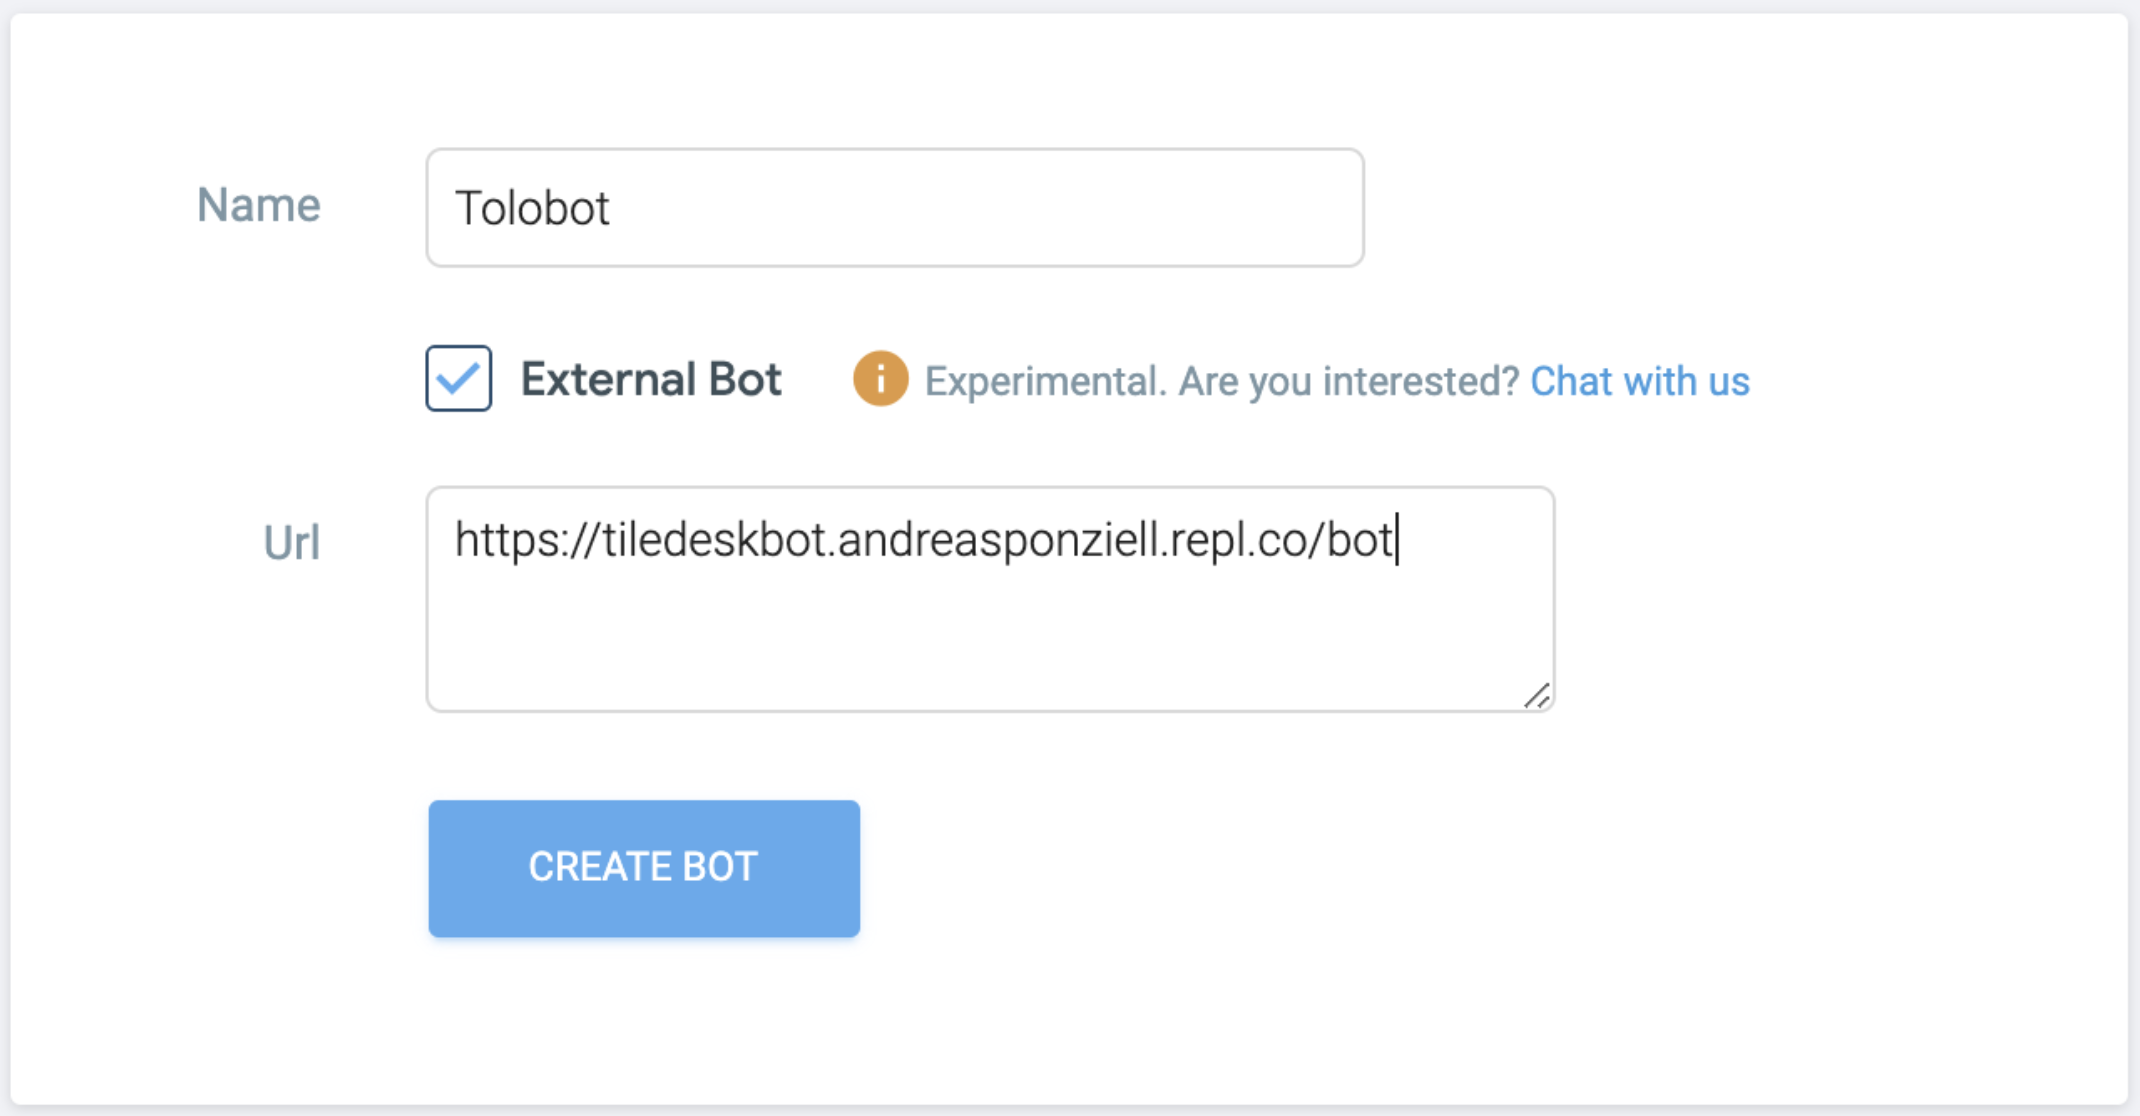 Name
Tolobot
External Bot
Experimental. Are you interested? Chat with us
Url
https://tiledeskbot.andreasponziell.repl.co/bot
CREATE BOT